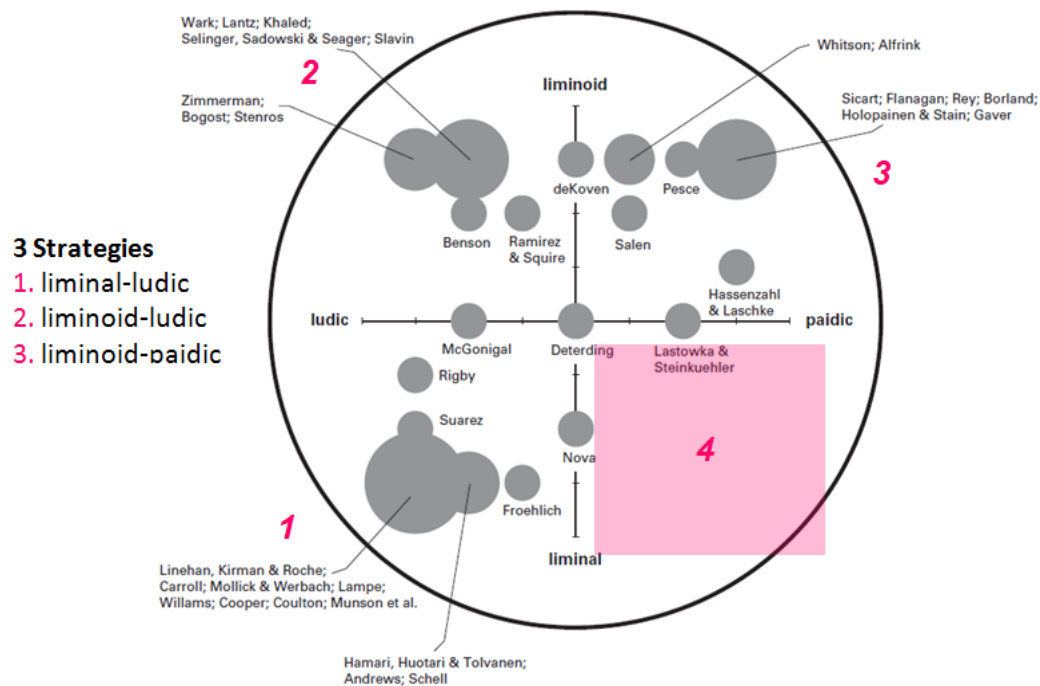 Wark; Lantz; Khaled;
Selinger, Sadowski & Seager; Slavin
2
Zimmerman;
Bogost; Stenros
Whitson; Alfrink
liminoid
Sicart; Flanagan; Rey; Borland;
Holopainen & Stain; Gaver
3
deKoven
Pesce
Benson
Ramirez
& Squire
Salen
3 Strategies
1. liminal-ludic
2. liminoid-ludic
3. liminoid-paidic
Hassenzahl
& Laschke
ludic
paidic
McGonigal
Deterding
Lastowka &
Steinkuehler
Rigby
Suarez
4
Nova
Froehlich
1
liminal
Linehan, Kirman & Roche;
Carroll; Mollick & Werbach; Lampe;
Willams; Cooper; Coulton; Munson et al.
Hamari, Huotari & Tolvanen;
Andrews; Schell